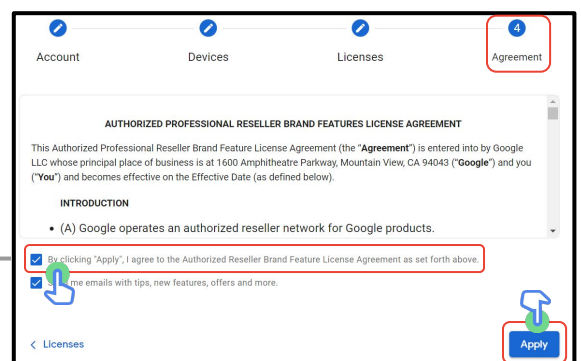 4
Account Devices Licenses Agreement
AUTHORIZED PROFESSIONAL RESELLER BRAND FEATURES LICENSE AGREEMENT
This Authorized Professional Reseller Brand Feature License Agreement (the "Agreement") is entered into by Google
LLC whose principal place of business is at 1600 Amphitheatre Parkway, Mountain View, CA 94043 ("Google") and you
("You") and becomes effective on the Effective Date (as defined below).
INTRODUCTION
• (A) Google operates an authorized reseller network for Google products.
By clicking "Apply", I agree to the Authorized Reseller Brand Feature License Agreement as set forth above.
me emails with tips, new features, offers and more.
< Licenses Apply